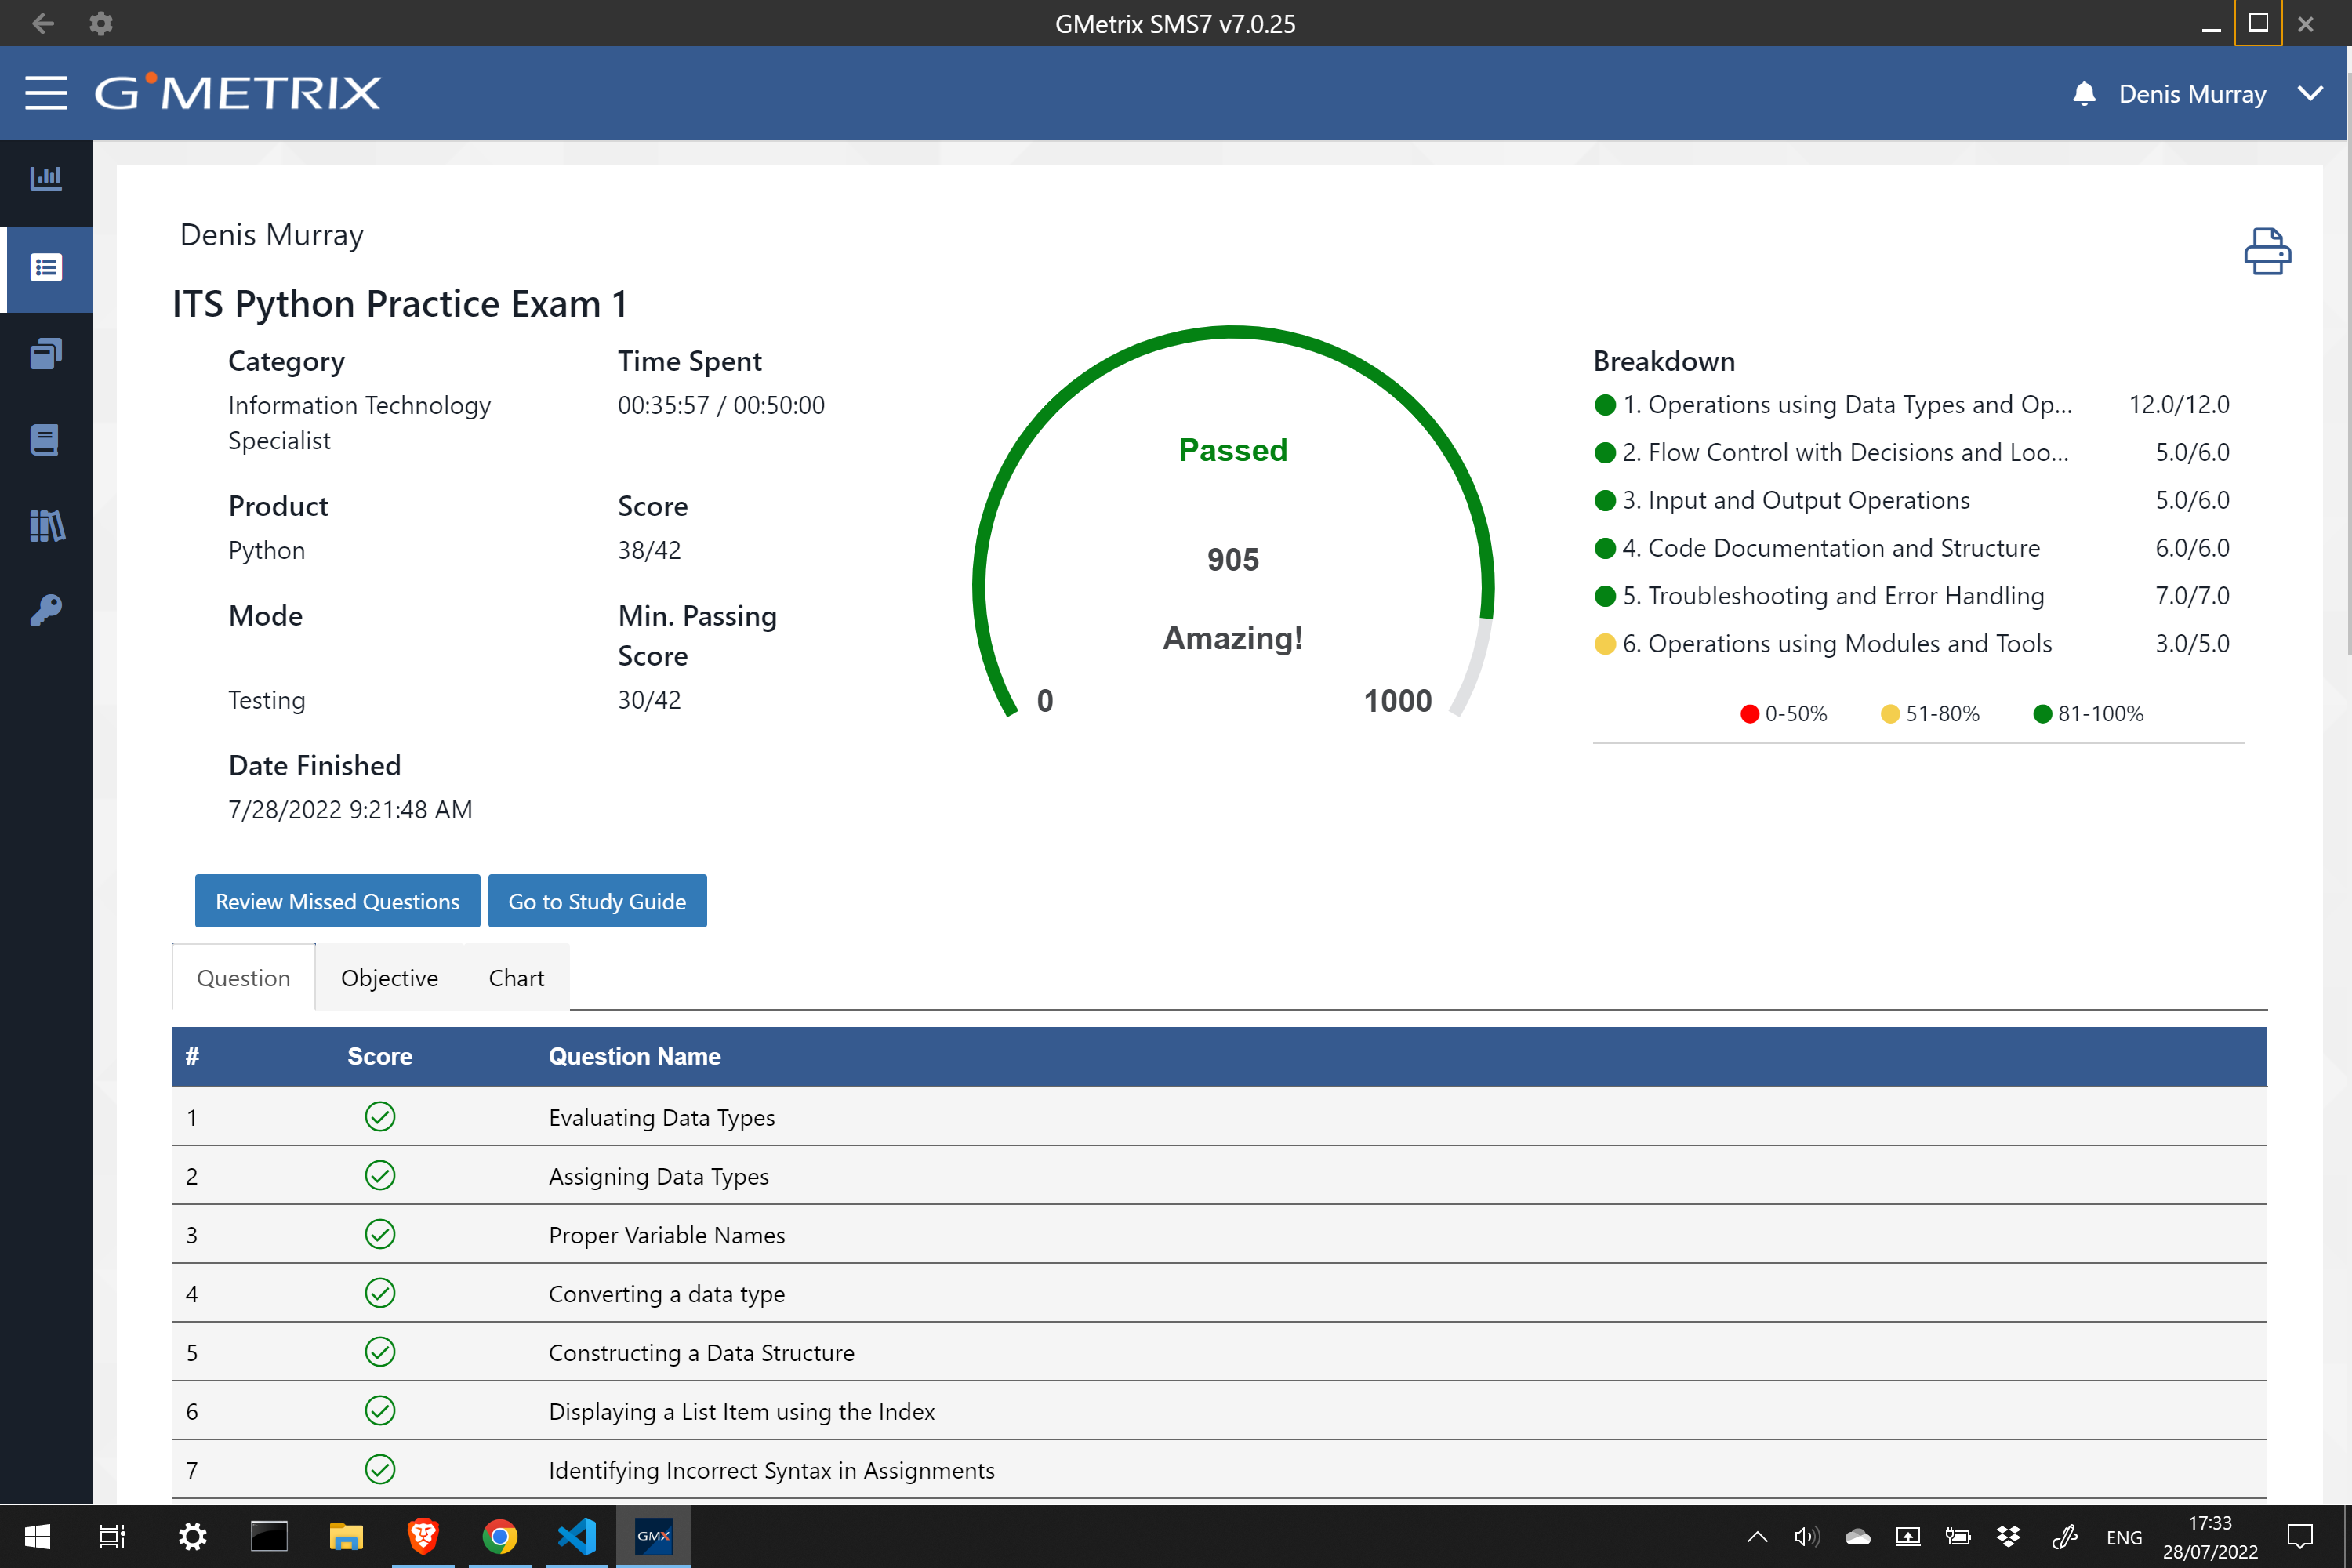 GMetrix SMS7 v7.0.25
G METRIX
Denis Murray
Denis Murray
ITS Python Practice Exam 1
Category
Information Technology
Specialist
Time Spent
00:35:57 / 00:50:00
Product
Python
Score
38/42
Mode
Testing
Min. Passing
Score
30/42
Date Finished
7/28/2022 9:21:48 AM
Passed
905
Amazing!
0
1000
Breakdown
1. Operations using Data Types and Op... 12.0/12.0
2. Flow Control with Decisions and Loo... 5.0/6.0
3. Input and Output Operations 5.0/6.0
4. Code Documentation and Structure 6.0/6.0
5. Troubleshooting and Error Handling 7.0/7.0
6. Operations using Modules and Tools 3.0/5.0
0-50% 51-80% 81-100%
Review Missed Questions Go to Study Guide
Question Objective Chart
# Score Question Name
1 Evaluating Data Types
2 Assigning Data Types
3 Proper Variable Names
4 Converting a data type
5 Constructing a Data Structure
6 Displaying a List Item using the Index
7 Identifying Incorrect Syntax in Assignments
GMX
ENG
17:33
28/07/2022